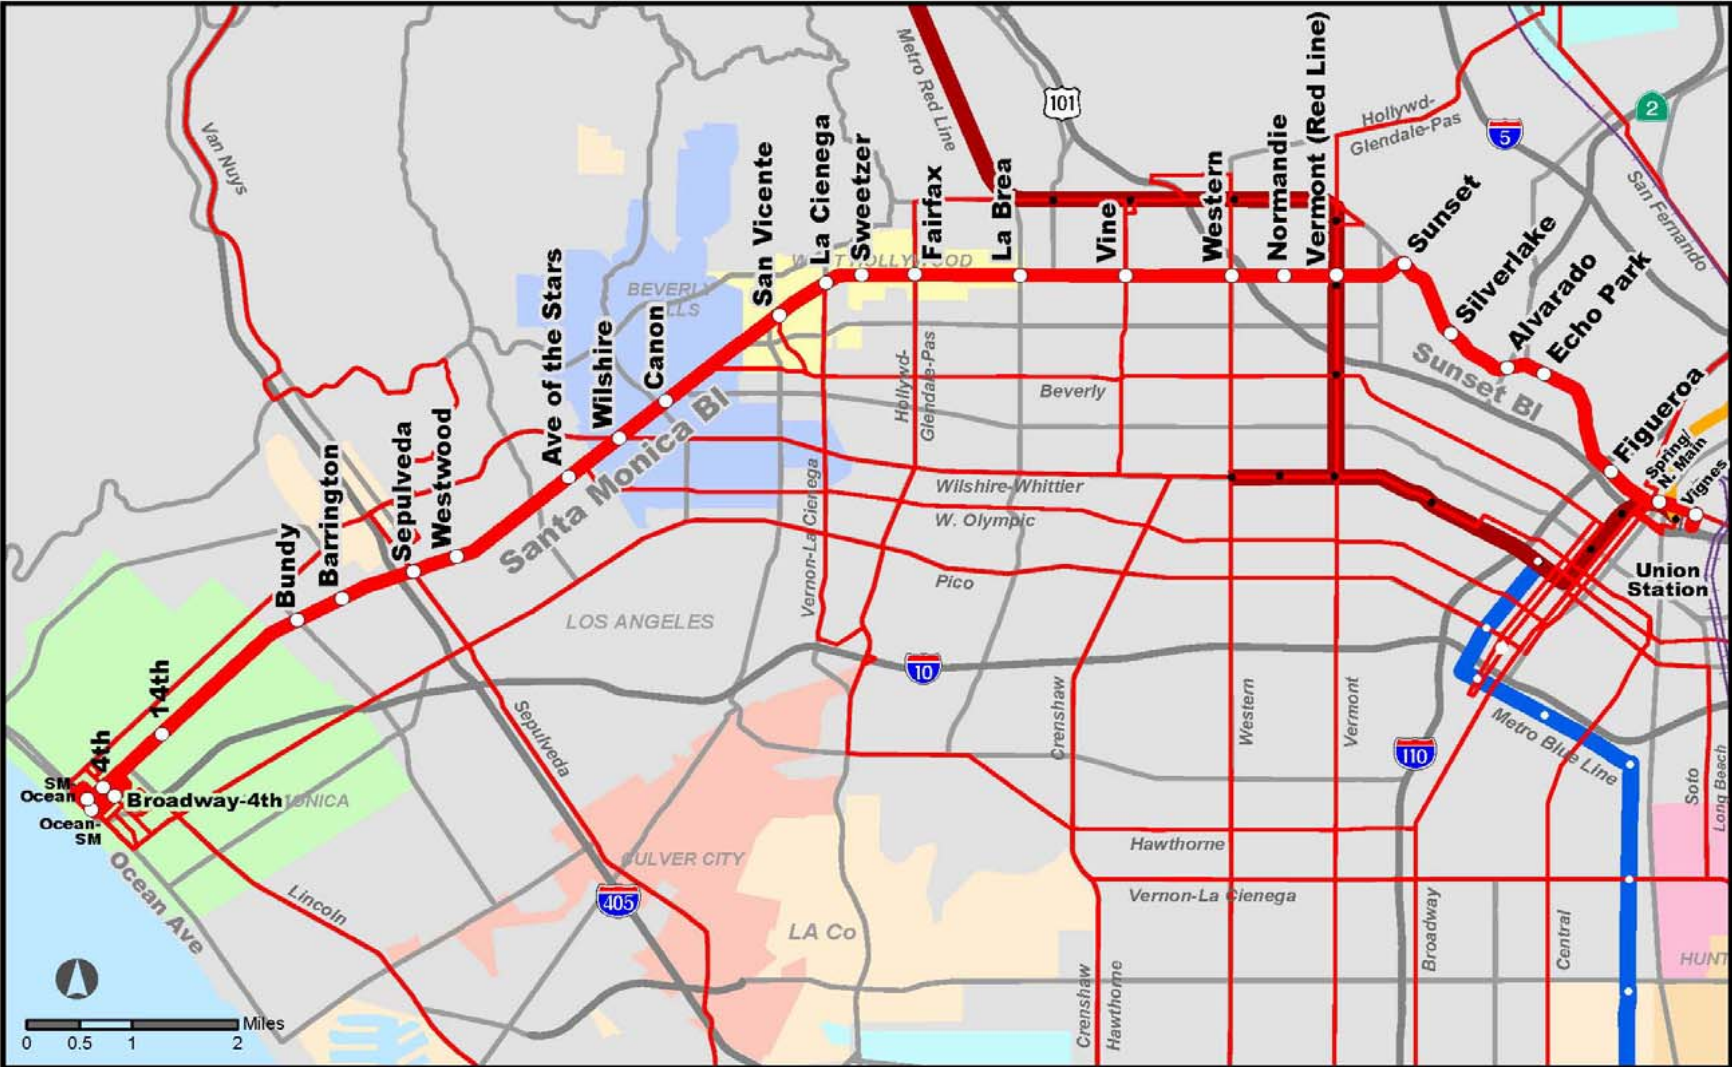 Van Nuys
Metro Red Line
101
Hollywd-
Glendale-Pas
5
2
San Fernando
Bundy
Barrington
Sepulveda
Westwood
Ave of the Stars
Wilshire
Canon
San Vicente
La Cienega
Sweetzer
Fairfax
La Brea
Vine
Western
Normandie
Vermont (Red Line)
Sunset
Silverlake
Alvarado
Echo Park
Figueroa
Spring/
N. Main
Vignes
Union
Station
BEVERLY
LLS
W T HOLLYW OOD
Santa Monica Bl
Sunset Bl
Hollywd-
Glendale-Pas
Beverly
Wilshire-Whittier
W. Olympic
Pico
Vernon-La Cienega
LOS ANGELES
10
14th
4th
SM-
Ocean
Broadway-4th
ONICA
Ocean-
SM
Ocean Ave
Lincoln
Sepulveda
405
CULVER CITY
LA Co
Crenshaw
Western
Vermont
110
Metro Blue Line
Soto
Long Beach
Hawthorne
Vernon-La Cienega
Crenshaw
Hawthorne
Broadway
Central
HUNT
Miles
0 0.5 1 2